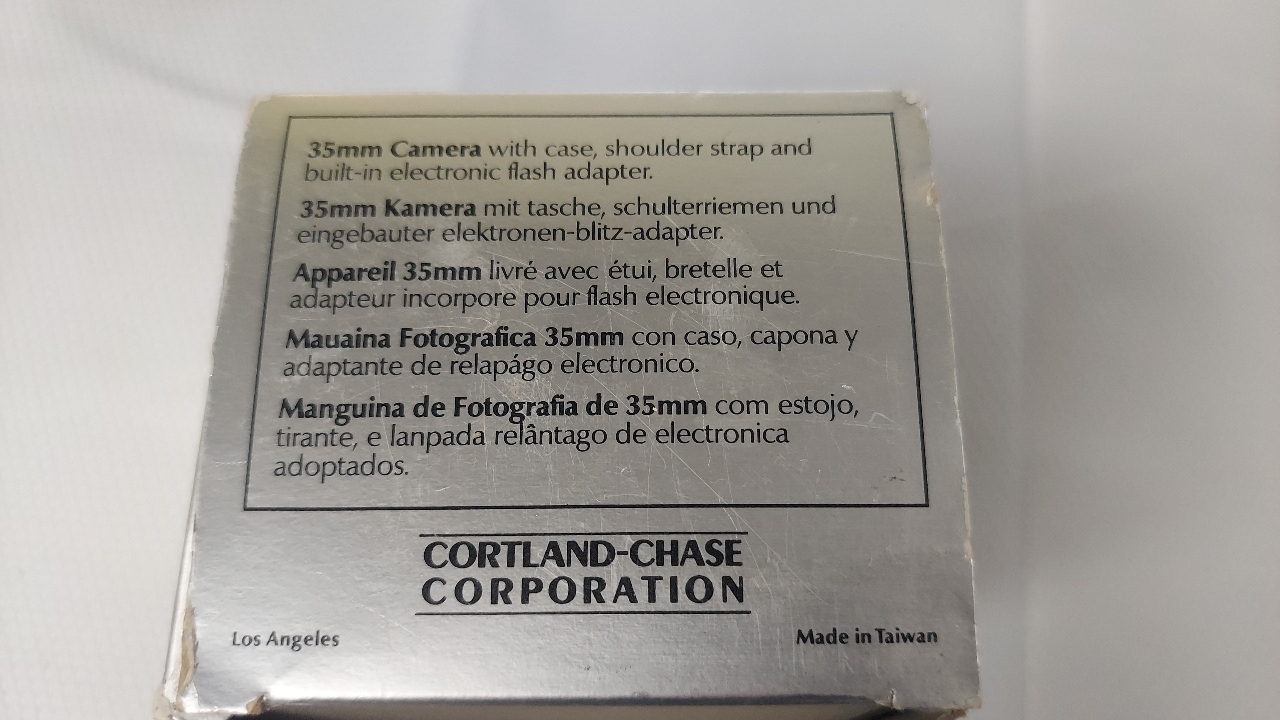 35mm Camera with case, shoulder strap and
built-in electronic flash adapter.
35mm Kamera mit tasche, schulterriemen und
eingebauter elektronen-blitz-adapter.
Appareil 35mm livré avec étui, bretelle et
adapteur incorpore pour flash electronique.
Mauaina Fotografica 35mm con caso, capona y
adaptante de relapágo electronico.
Manguina de Fotografia de 35mm com estojo,
tirante, e lanpada relântago de electronica
adoptados.
CORTLAND-CHASE
CORPORATION
Los Angeles
Made in Taiwan